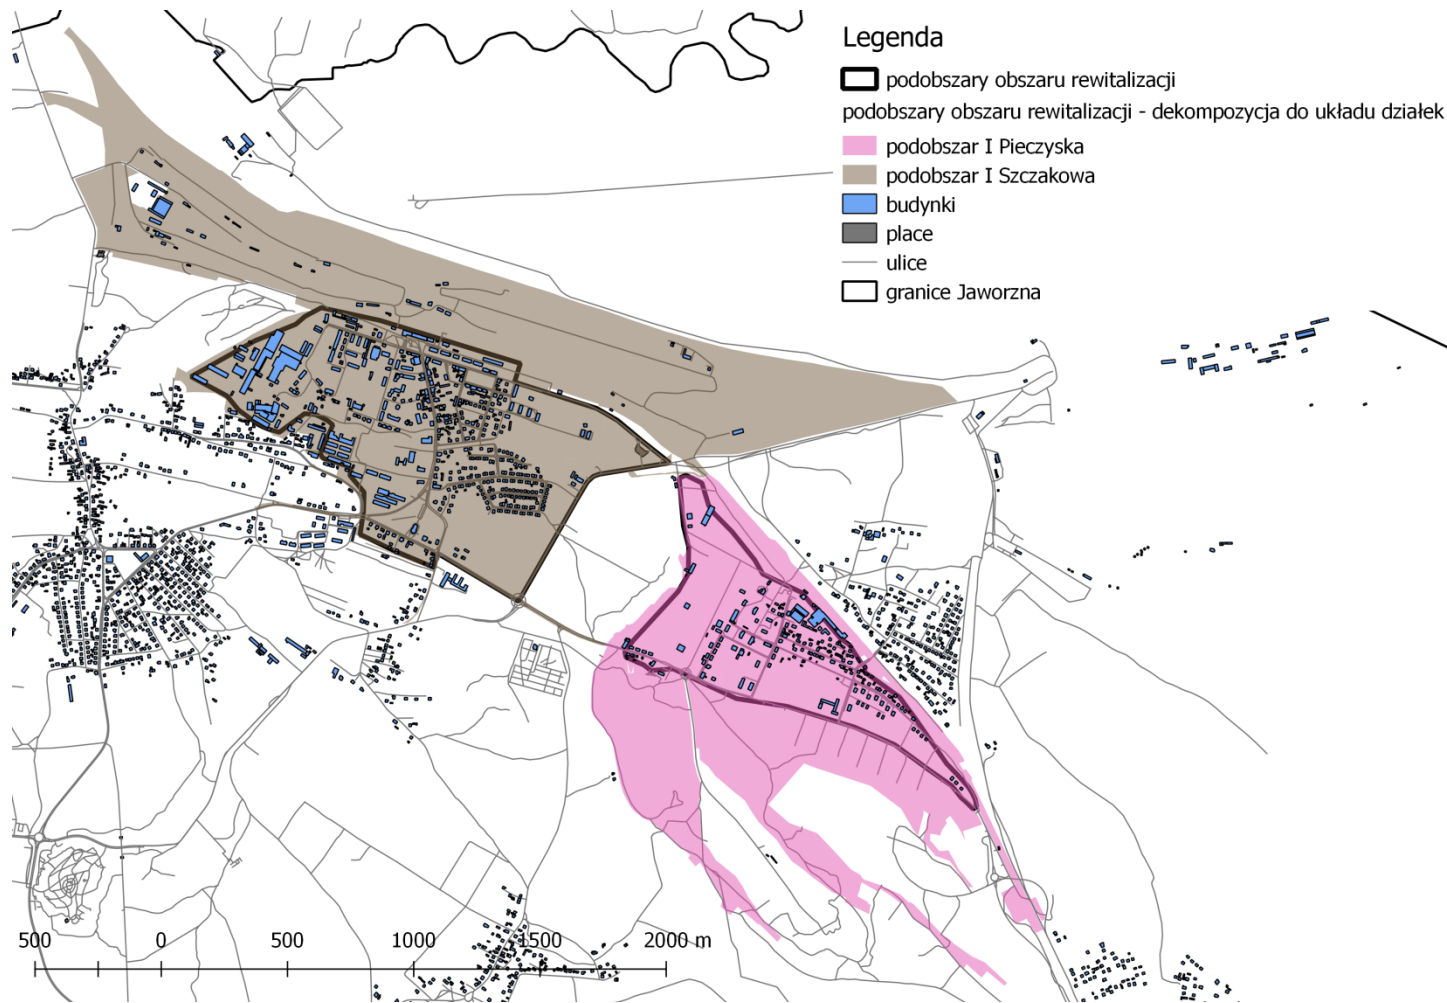 Legenda
podobszary obszaru rewitalizacji
podobszary obszaru rewitalizacji - dekompozycja do układu działek
podobszar I Pieczyska
podobszar I Szczakowa
budynki
place
ulice
granice Jaworzna
500 0 500 1000 1500 2000 m